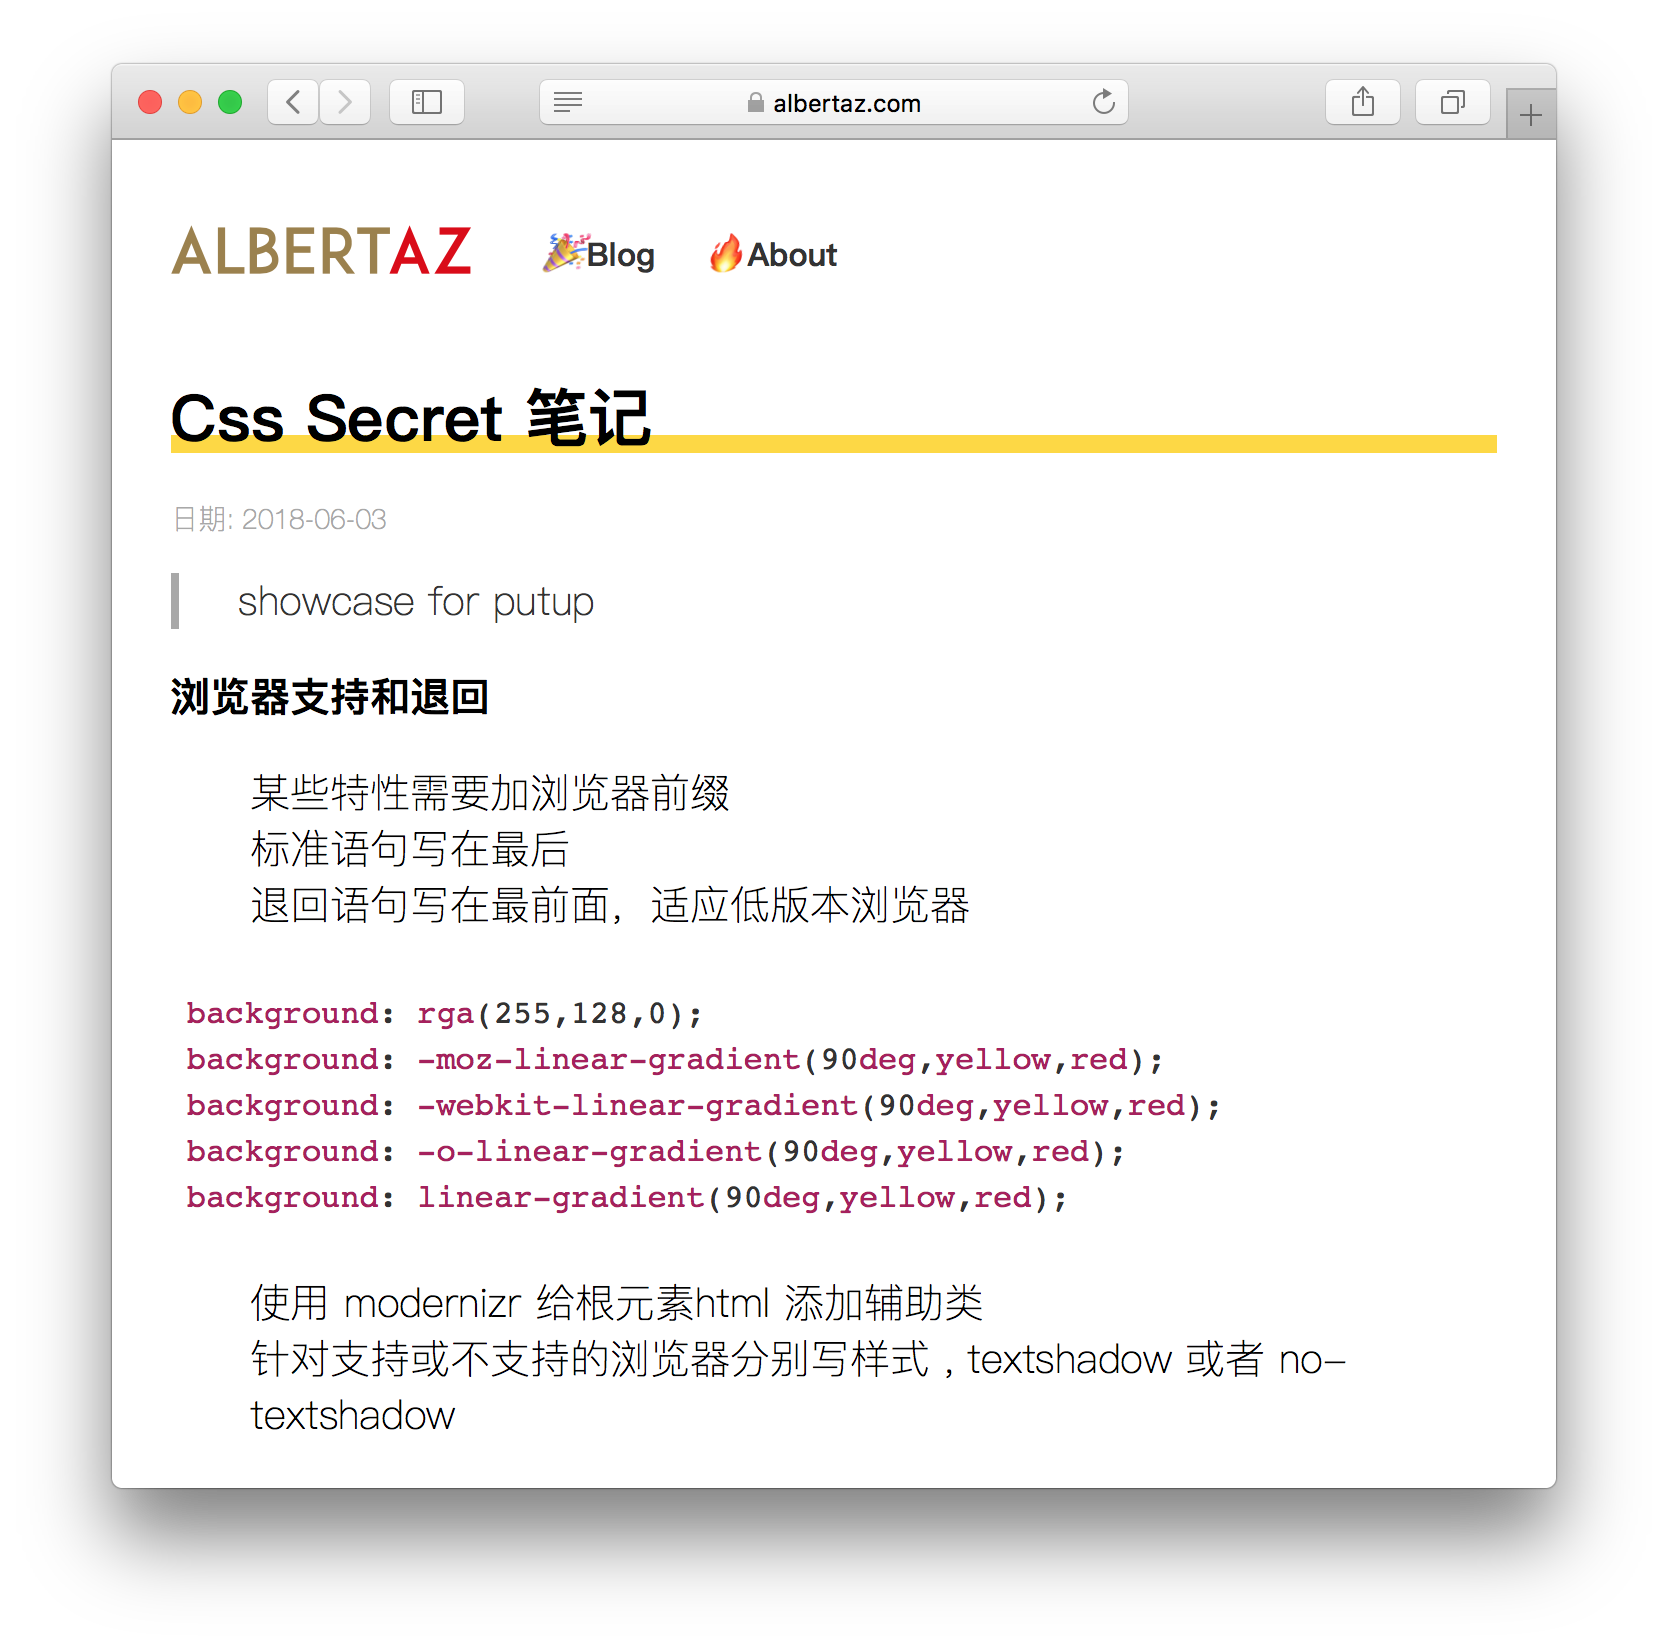 albertaz.com
ALBERTAZ
🎉Blog 🔥About
Css Secret 笔记
日期: 2018-06-03
showcase for putup
浏览器支持和退回
某些特性需要加浏览器前缀
标准语句写在最后
退回语句写在最前面，适应低版本浏览器
background: rga(255,128,0);
background: -moz-linear-gradient(90deg,yellow,red);
background: -webkit-linear-gradient(90deg,yellow,red);
background: -o-linear-gradient(90deg,yellow,red);
background: linear-gradient(90deg,yellow,red);
使用 modernizr 给根元素html 添加辅助类
针对支持或不支持的浏览器分别写样式 , textshadow 或者 no-
textshadow